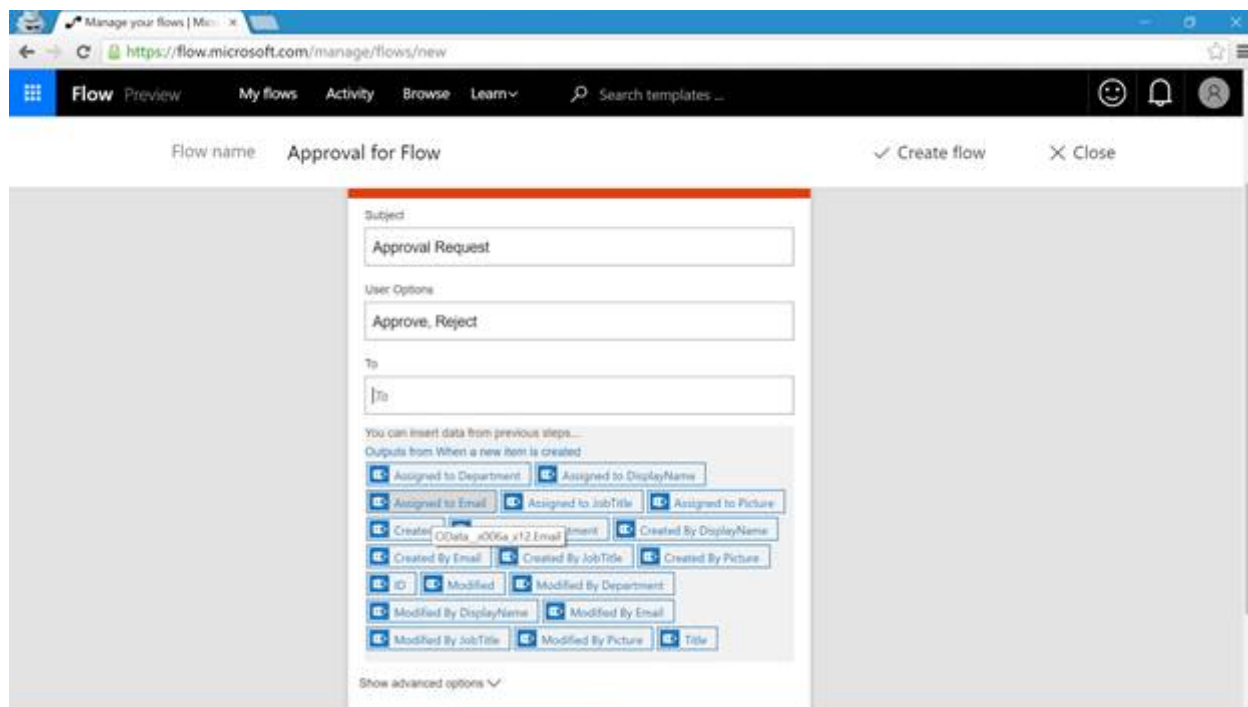 Manage your flows | Mic
https://flow.microsoft.com/manage/flows/new
Flow Preview My flows Activity Browse Learn Search templates ...
Flow name Approval for Flow Create flow Close
Subject
Approval Request
User Options
Approve, Reject
To
To
You can insert data from previous steps...
Outputs from When a new item is created
Assigned to Department Assigned to DisplayName
Assigned to Email Assigned to JobTitle Assigned to Picture
Created tment Created By DisplayName
Created By Email Created By JobTitle Created By Picture
ID Modified Modified By Department
Modified By DisplayName Modified By Email
Modified By JobTitle Modified By Picture Title
Show advanced options